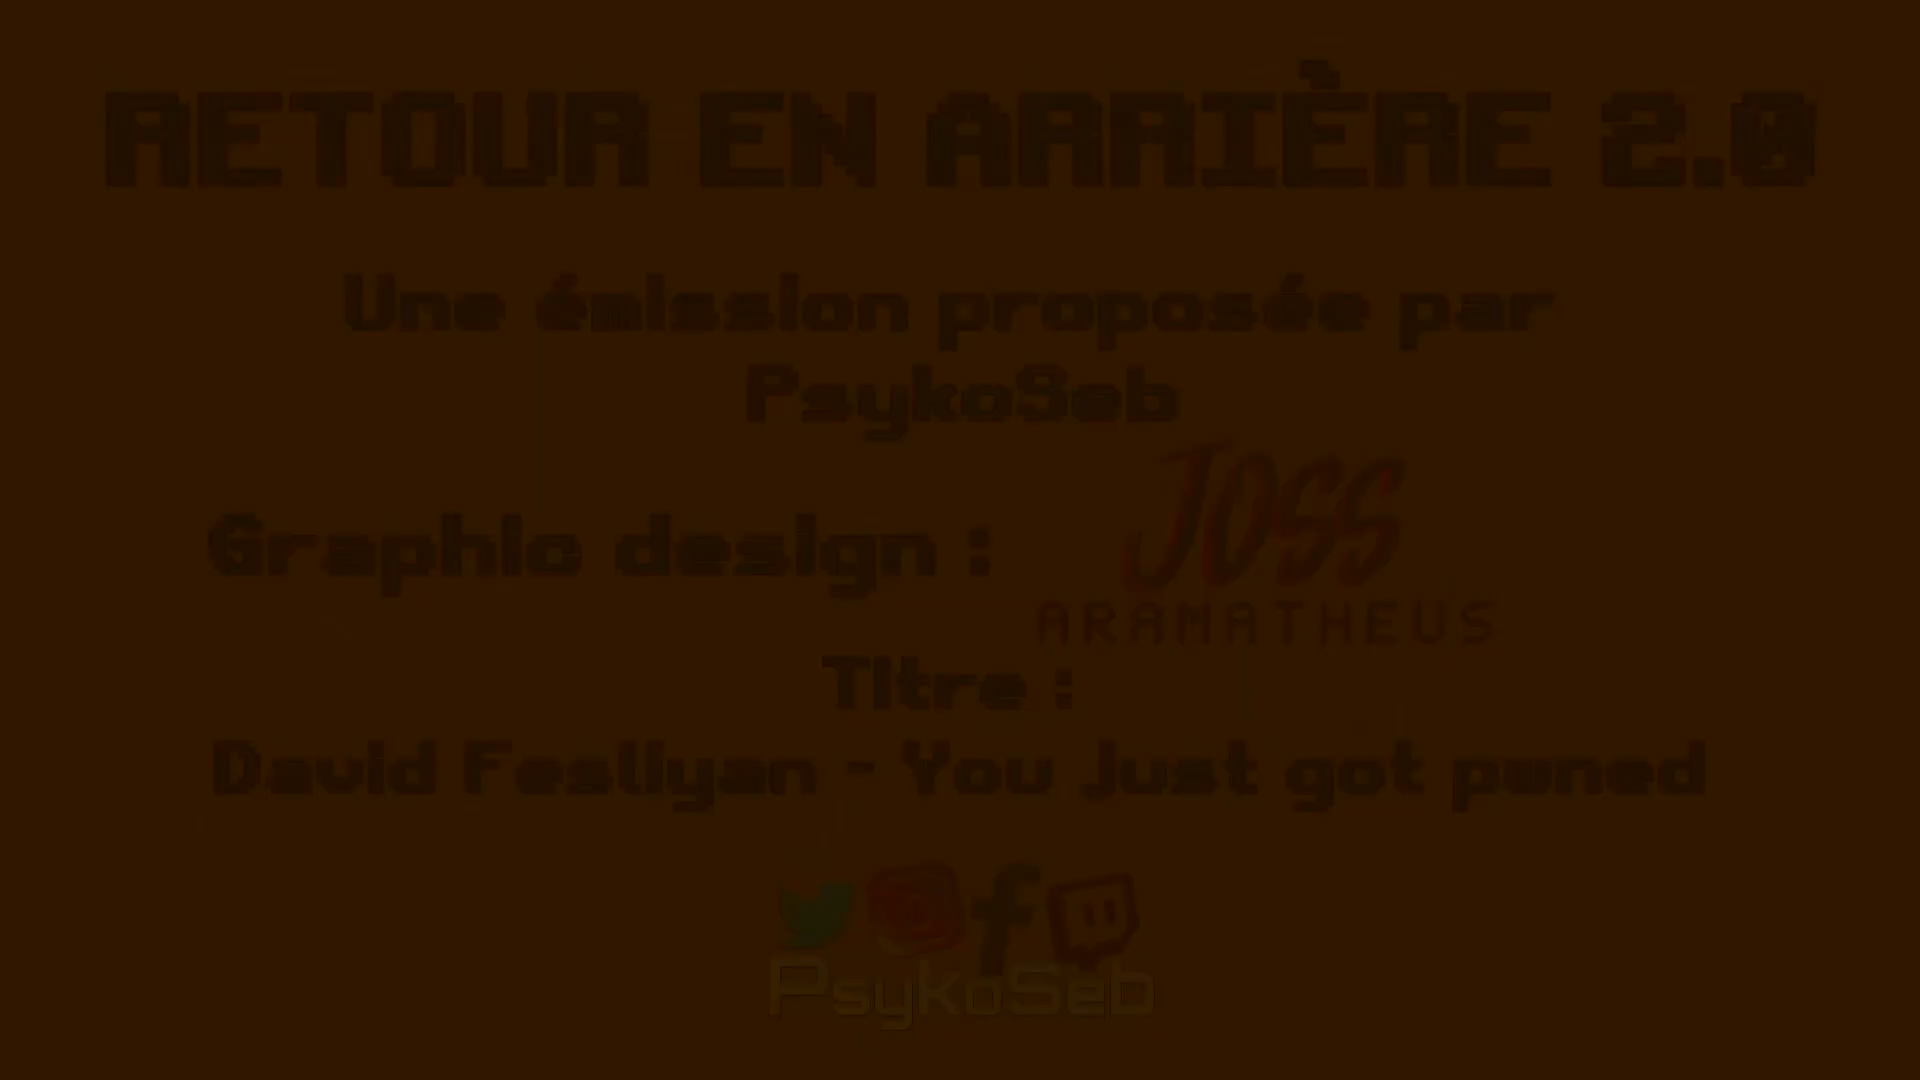 RETOUR EN ARRIÈRE 2.0
Une émission proposée par
PsykoSeb
Graphic design :
JOSS
ARAMATHEUS
Titre :
David Fesliyan - You just got pwned
PsykoSeb